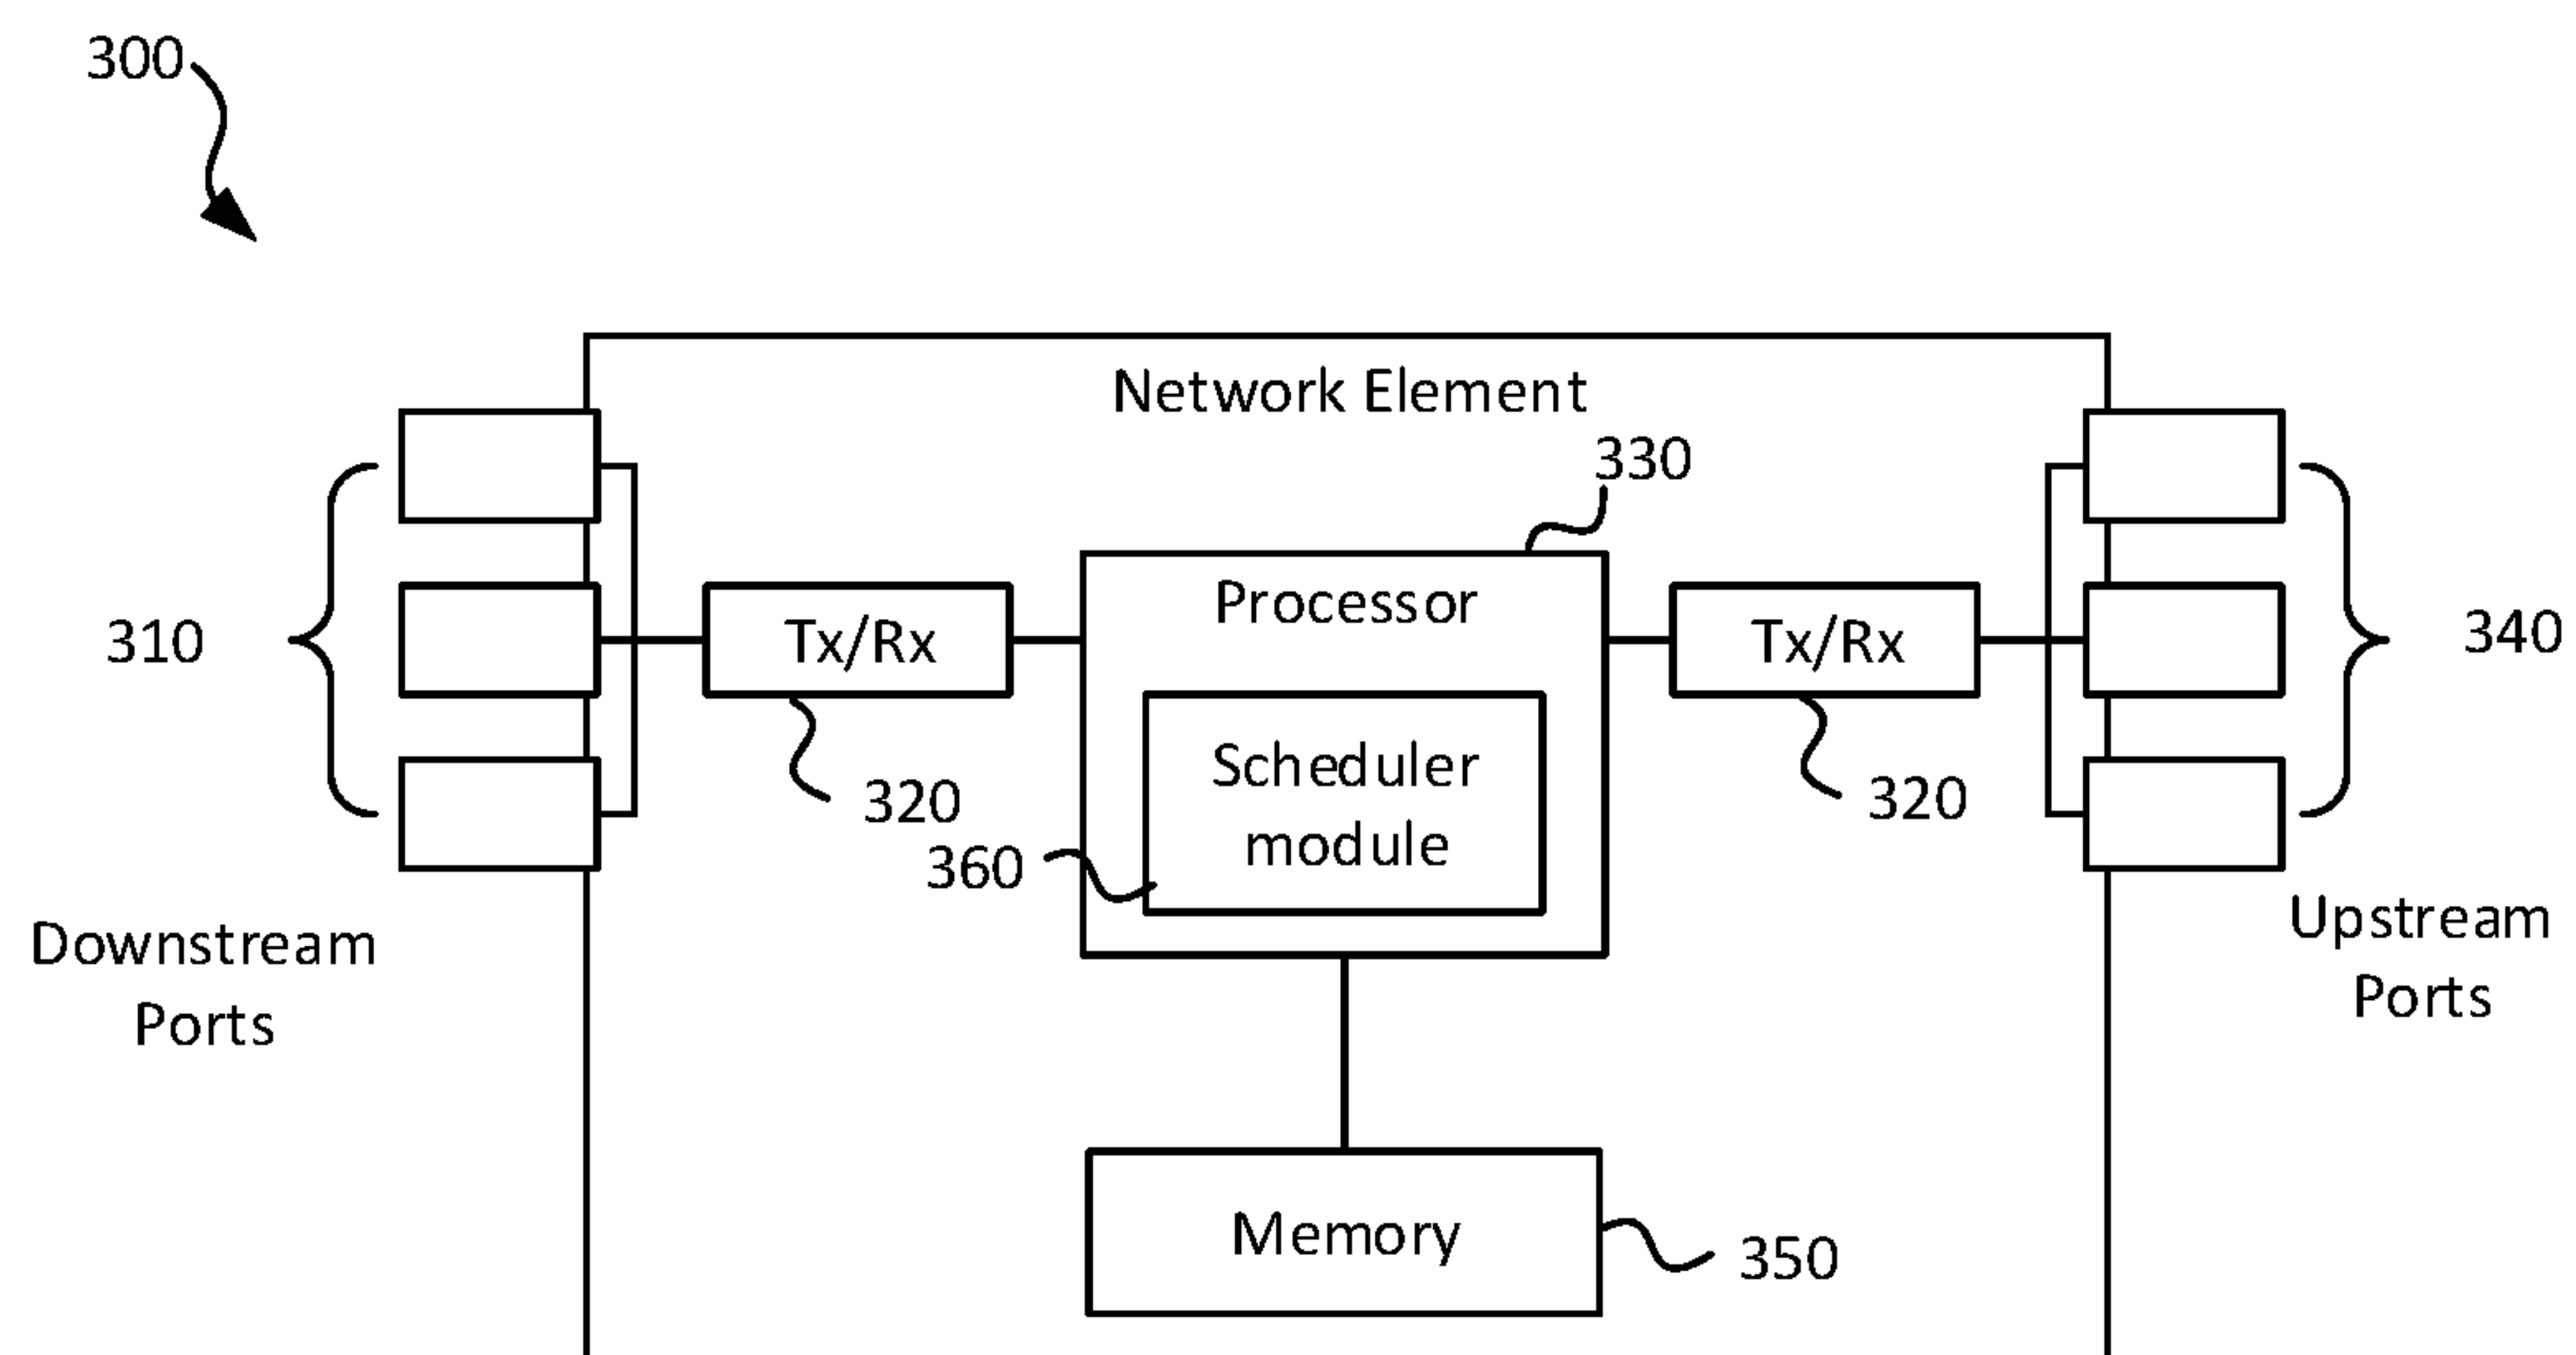 300
Network Element
330
310
Tx/Rx
Processor
Tx/Rx
340
Scheduler
module
320
320
360
Downstream
Ports
Upstream
Ports
Memory
350